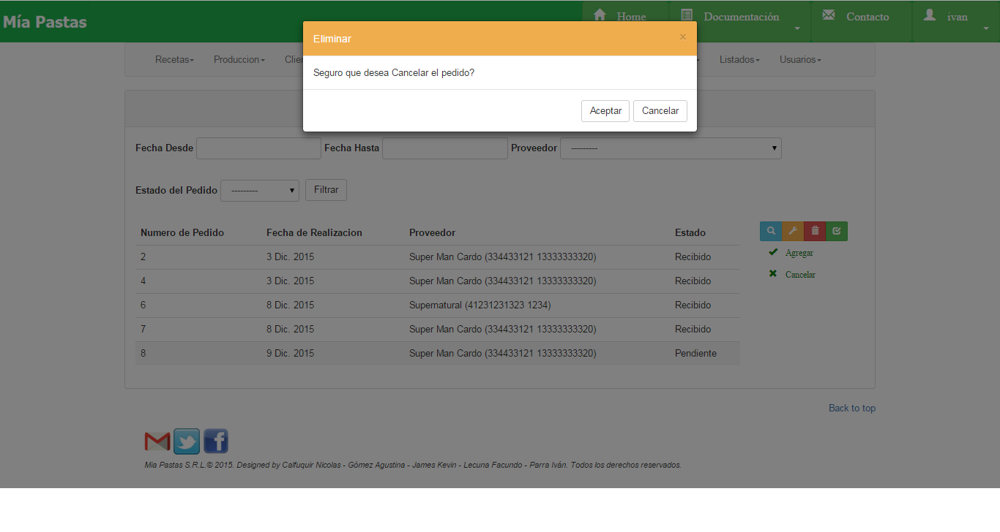 Mía Pastas
Home
Documentación
Contacto
ivan
Eliminar
×
Recetas
Produccion
Listados
Usuarios
Seguro que desea Cancelar el pedido?
Aceptar
Cancelar
Fecha Desde
Fecha Hasta
Proveedor
---------
Estado del Pedido
---------
Filtrar
Numero de Pedido Fecha de Realizacion Proveedor Estado
2 3 Dic. 2015 Super Man Cardo (334433121 13333333320) Recibido
4 3 Dic. 2015 Super Man Cardo (334433121 13333333320) Recibido
6 8 Dic. 2015 Supernatural (41231231323 1234) Recibido
7 8 Dic. 2015 Super Man Cardo (334433121 13333333320) Recibido
8 9 Dic. 2015 Super Man Cardo (334433121 13333333320) Pendiente
Agregar
Cancelar
Back to top
Mía Pastas S.R.L.© 2015. Designed by Calfuquir Nicolas - Gómez Agustina - James Kevin - Lecuna Facundo - Parra Iván. Todos los derechos reservados.